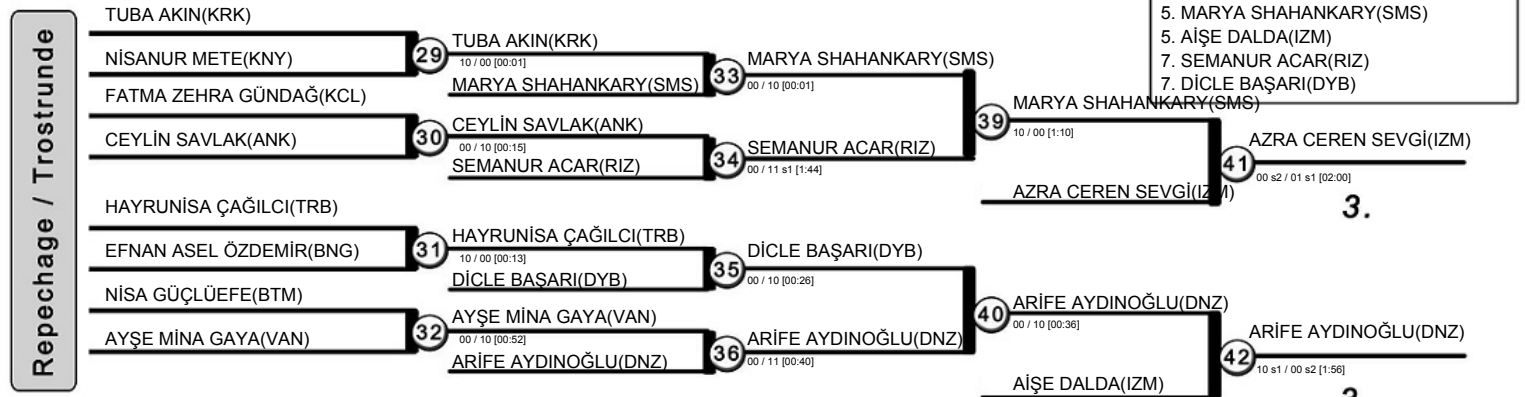 Repechage / Trostrunde
TUBA AKIN(KRK)
NİSANUR METE(KNY)
FATMA ZEHRA GÜNDAĞ(KCL)
CEYLİN SAVLAK(ANK)
HAYRUNİSA ÇAĞILCI(TRB)
EFNAN ASEL ÖZDEMİR(BNG)
NİSA GÜÇLÜEFE(BTM)
AYŞE MİNA GAYA(VAN)
29
TUBA AKIN(KRK)
10 / 00 [00:01]
MARYA SHAHANKARY(SMS)
30
CEYLİN SAVLAK(ANK)
00 / 10 [00:15]
SEMANUR ACAR(RIZ)
31
HAYRUNİSA ÇAĞILCI(TRB)
10 / 00 [00:13]
DİCLE BAŞARI(DYB)
32
AYŞE MİNA GAYA(VAN)
00 / 10 [00:52]
ARİFE AYDINOĞLU(DNZ)
33
MARYA SHAHANKARY(SMS)
00 / 10 [00:01]
34
SEMANUR ACAR(RIZ)
00 / 11 s1 [1:44]
35
DİCLE BAŞARI(DYB)
00 / 10 [00:26]
36
ARİFE AYDINOĞLU(DNZ)
00 / 11 [00:40]
39
MARYA SHAHANKARY(SMS)
10 / 00 [1:10]
AZRA CEREN SEVGİ(IZM)
40
ARİFE AYDINOĞLU(DNZ)
00 / 10 [00:36]
AİŞE DALDA(IZM)
41
AZRA CEREN SEVGİ(IZM)
00 s2 / 01 s1 [02:00]
3.
42
ARİFE AYDINOĞLU(DNZ)
10 s1 / 00 s2 [1:56]
5. MARYA SHAHANKARY(SMS)
5. AİŞE DALDA(IZM)
7. SEMANUR ACAR(RIZ)
7. DİCLE BAŞARI(DYB)